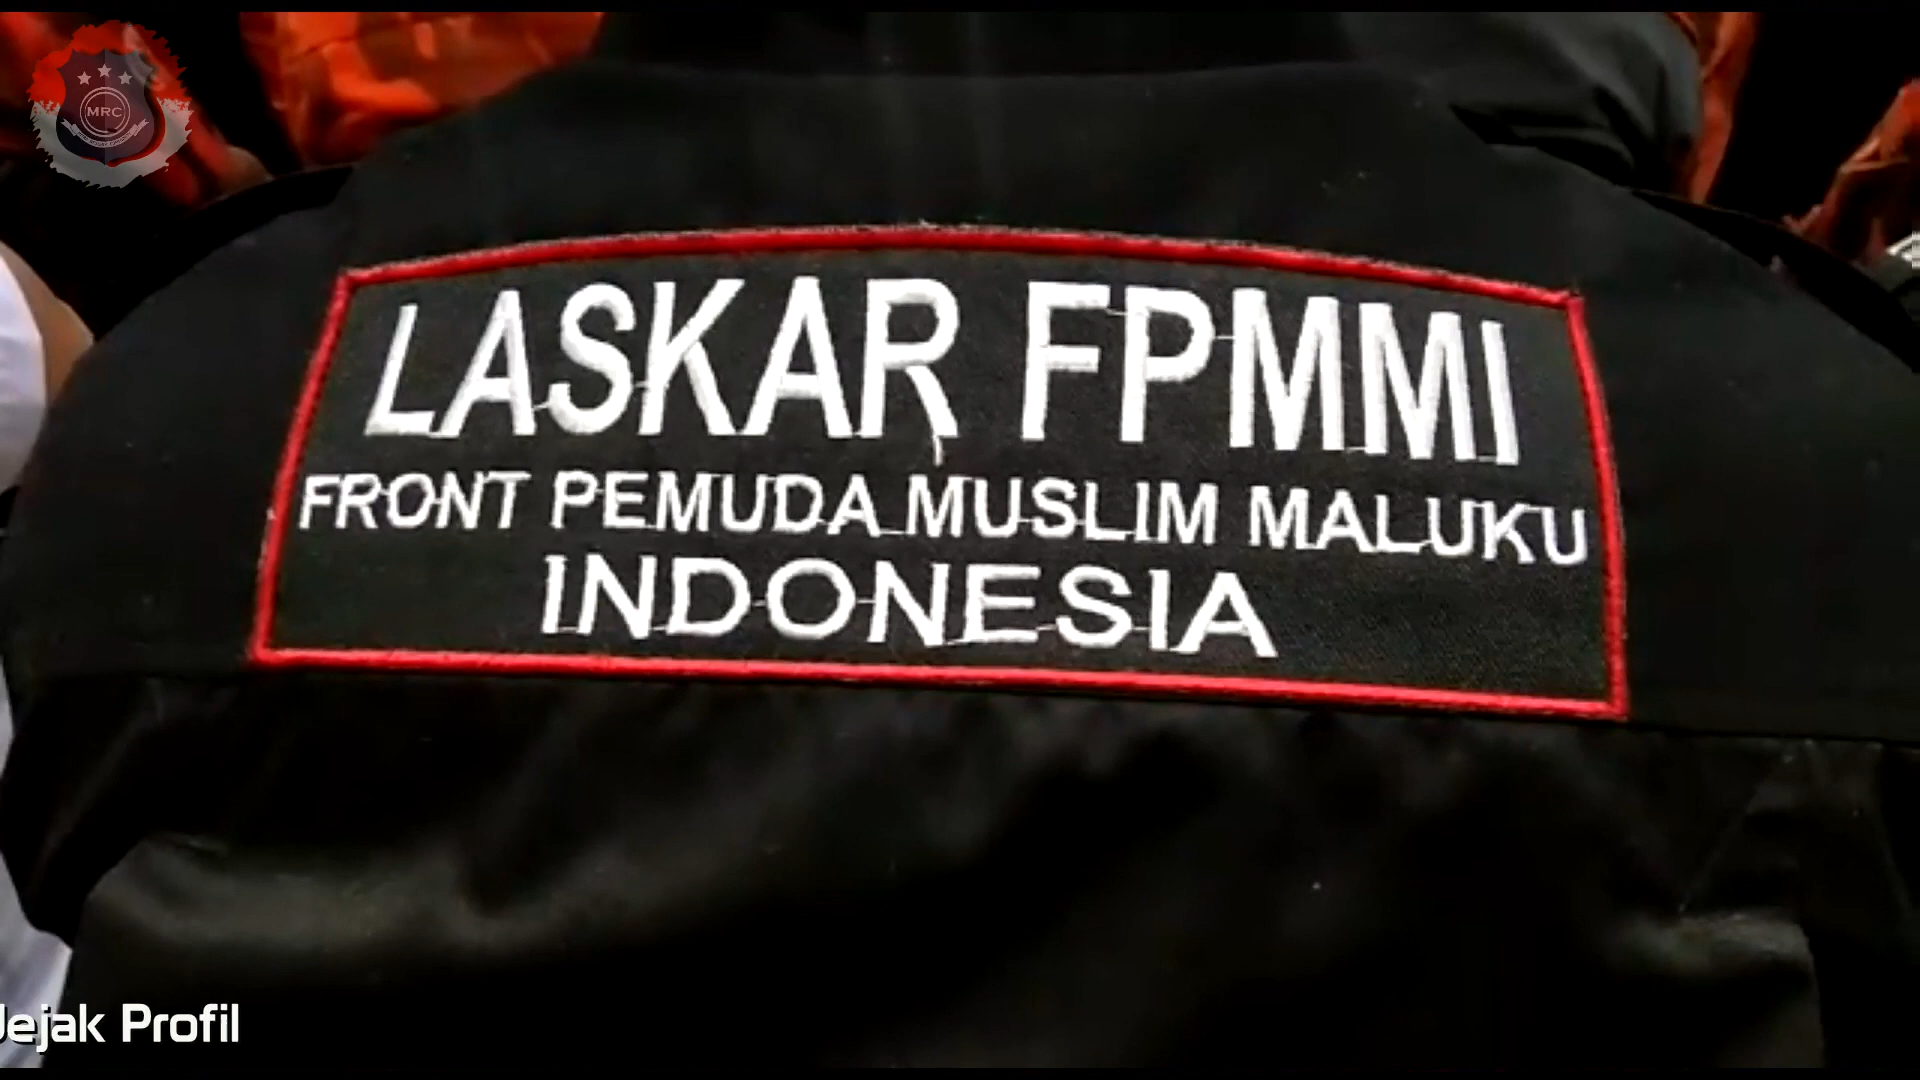 MRC
LASKAR FPMMI
FRONT PEMUDA MUSLIM MALUKU
INDONESIA
Jejak Profil